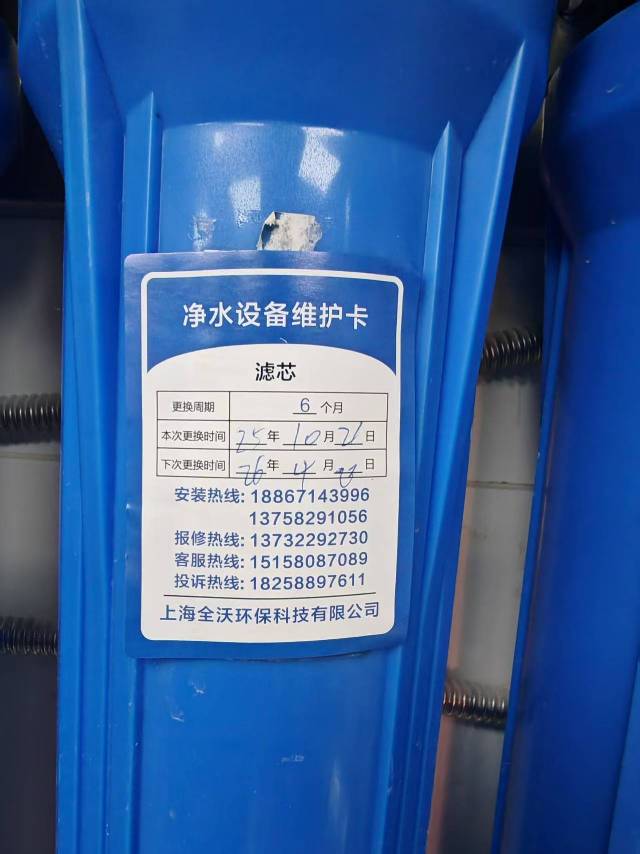 净水设备维护卡
滤芯
更换周期 6 个月
本次更换时间 25 年 10 月 21 日
下次更换时间 26 年 4 月 日
安装热线: 18867143996
13758291056
报修热线: 13732292730
客服热线: 15158087089
投诉热线: 18258897611
上海全沃环保科技有限公司